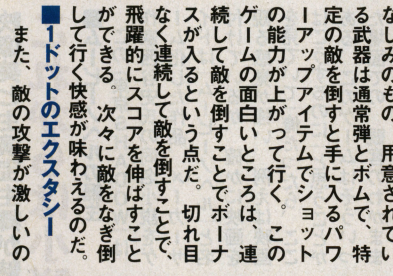 なじみのもの　用意されてい
る武器は通常弾とボムで、特
定の敵を倒すと手に入るパワ
ーアップアイテムでショット
の能力が上がって行く。この
ゲームの面白いところは、連
続して敵を倒すことでボーナ
スが入るという点だ。切れ目
なく連続して敵を倒すことで、
飛躍的にスコアを伸ばすこと
ができる。次々に敵をなぎ倒
して行く快感が味わえるのだ。
■1ドットのエクスタシー
また、敵の攻撃が激しいの